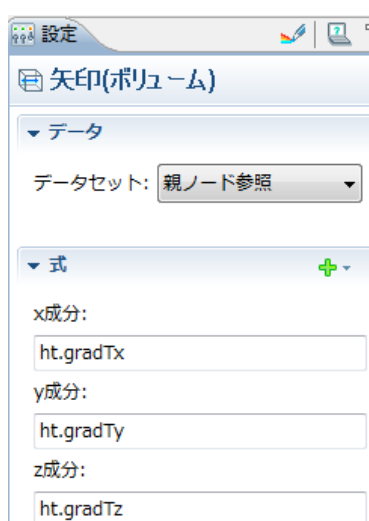 設定
矢印(ボリューム)
データ
データセット: 親ノード参照
式
x成分:
ht.gradTx
y成分:
ht.gradTy
z成分:
ht.gradTz